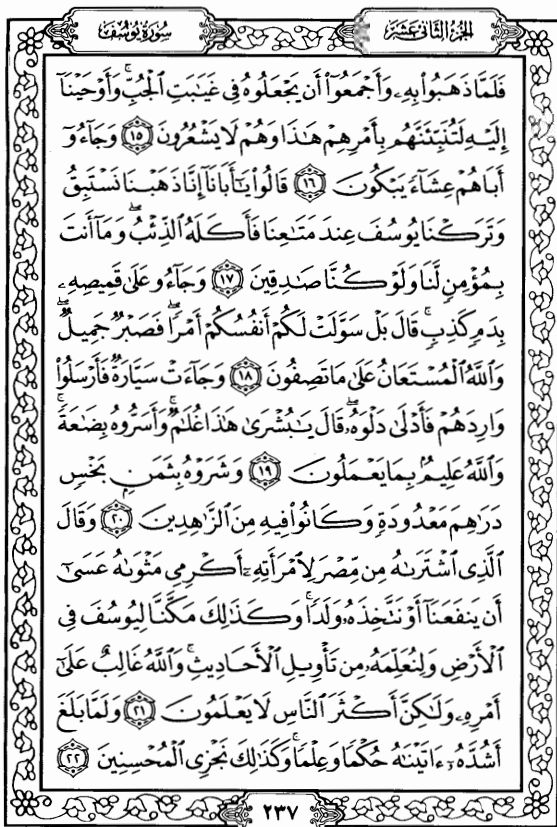 الجزء الثاني عشر
سورة يوسف
فَلَمَّا ذَهَبُوا۟ بِهِۦ وَأَجْمَعُوٓا۟ أَن يَجْعَلُوهُ فِى غَيَٰبَتِ ٱلْجُبِّ ۚ وَأَوْحَيْنَآ
إِلَيْهِ لَتُنَبِّئَنَّهُم بِأَمْرِهِمْ هَٰذَا وَهُمْ لَا يَشْعُرُونَ ١٥ وَجَآءُوٓ
أَبَاهُمْ عِشَآءً يَبْكُونَ ١٦ قَالُوا۟ يَٰٓأَبَانَآ إِنَّا ذَهَبْنَا نَسْتَبِقُ
وَتَرَكْنَا يُوسُفَ عِندَ مَتَٰعِنَا فَأَكَلَهُ ٱلذِّئْبُ ۖ وَمَآ أَنتَ
بِمُؤْمِنٍ لَّنَا وَلَوْ كُنَّا صَٰدِقِينَ ١٧ وَجَآءُو عَلَىٰ قَمِيصِهِۦ
بِدَمٍ كَذِبٍ ۚ قَالَ بَلْ سَوَّلَتْ لَكُمْ أَنفُسُكُمْ أَمْرًا ۖ فَصَبْرٌ جَمِيلٌ ۖ
وَٱللَّهُ ٱلْمُسْتَعَانُ عَلَىٰ مَا تَصِفُونَ ١٨ وَجَآءَتْ سَيَّارَةٌ فَأَرْسَلُوا۟
وَارِدَهُمْ فَأَدْلَىٰ دَلْوَهُۥ ۖ قَالَ يَٰبُشْرَىٰ هَٰذَا غُلَٰمٌ ۚ وَأَسَرُّوهُ بِضَٰعَةً ۚ
وَٱللَّهُ عَلِيمٌۢ بِمَا يَعْمَلُونَ ١٩ وَشَرَوْهُ بِثَمَنٍۭ بَخْسٍ
دَرَٰهِمَ مَعْدُودَةٍ وَكَانُوا۟ فِيهِ مِنَ ٱلزَّٰهِدِينَ ٢٠ وَقَالَ
ٱلَّذِى ٱشْتَرَىٰهُ مِن مِّصْرَ لِٱمْرَأَتِهِۦٓ أَكْرِمِى مَثْوَىٰهُ عَسَىٰٓ
أَن يَنفَعَنَآ أَوْ نَتَّخِذَهُۥ وَلَدًا ۚ وَكَذَٰلِكَ مَكَّنَّا لِيُوسُفَ فِى
ٱلْأَرْضِ وَلِنُعَلِّمَهُۥ مِن تَأْوِيلِ ٱلْأَحَادِيثِ ۚ وَٱللَّهُ غَالِبٌ عَلَىٰٓ
أَمْرِهِۦ وَلَٰكِنَّ أَكْثَرَ ٱلنَّاسِ لَا يَعْلَمُونَ ٢١ وَلَمَّا بَلَغَ
أَشُدَّهُۥٓ ءَاتَيْنَٰهُ حُكْمًا وَعِلْمًا ۚ وَكَذَٰلِكَ نَجْزِى ٱلْمُحْسِنِينَ ٢٢
٢٣٧